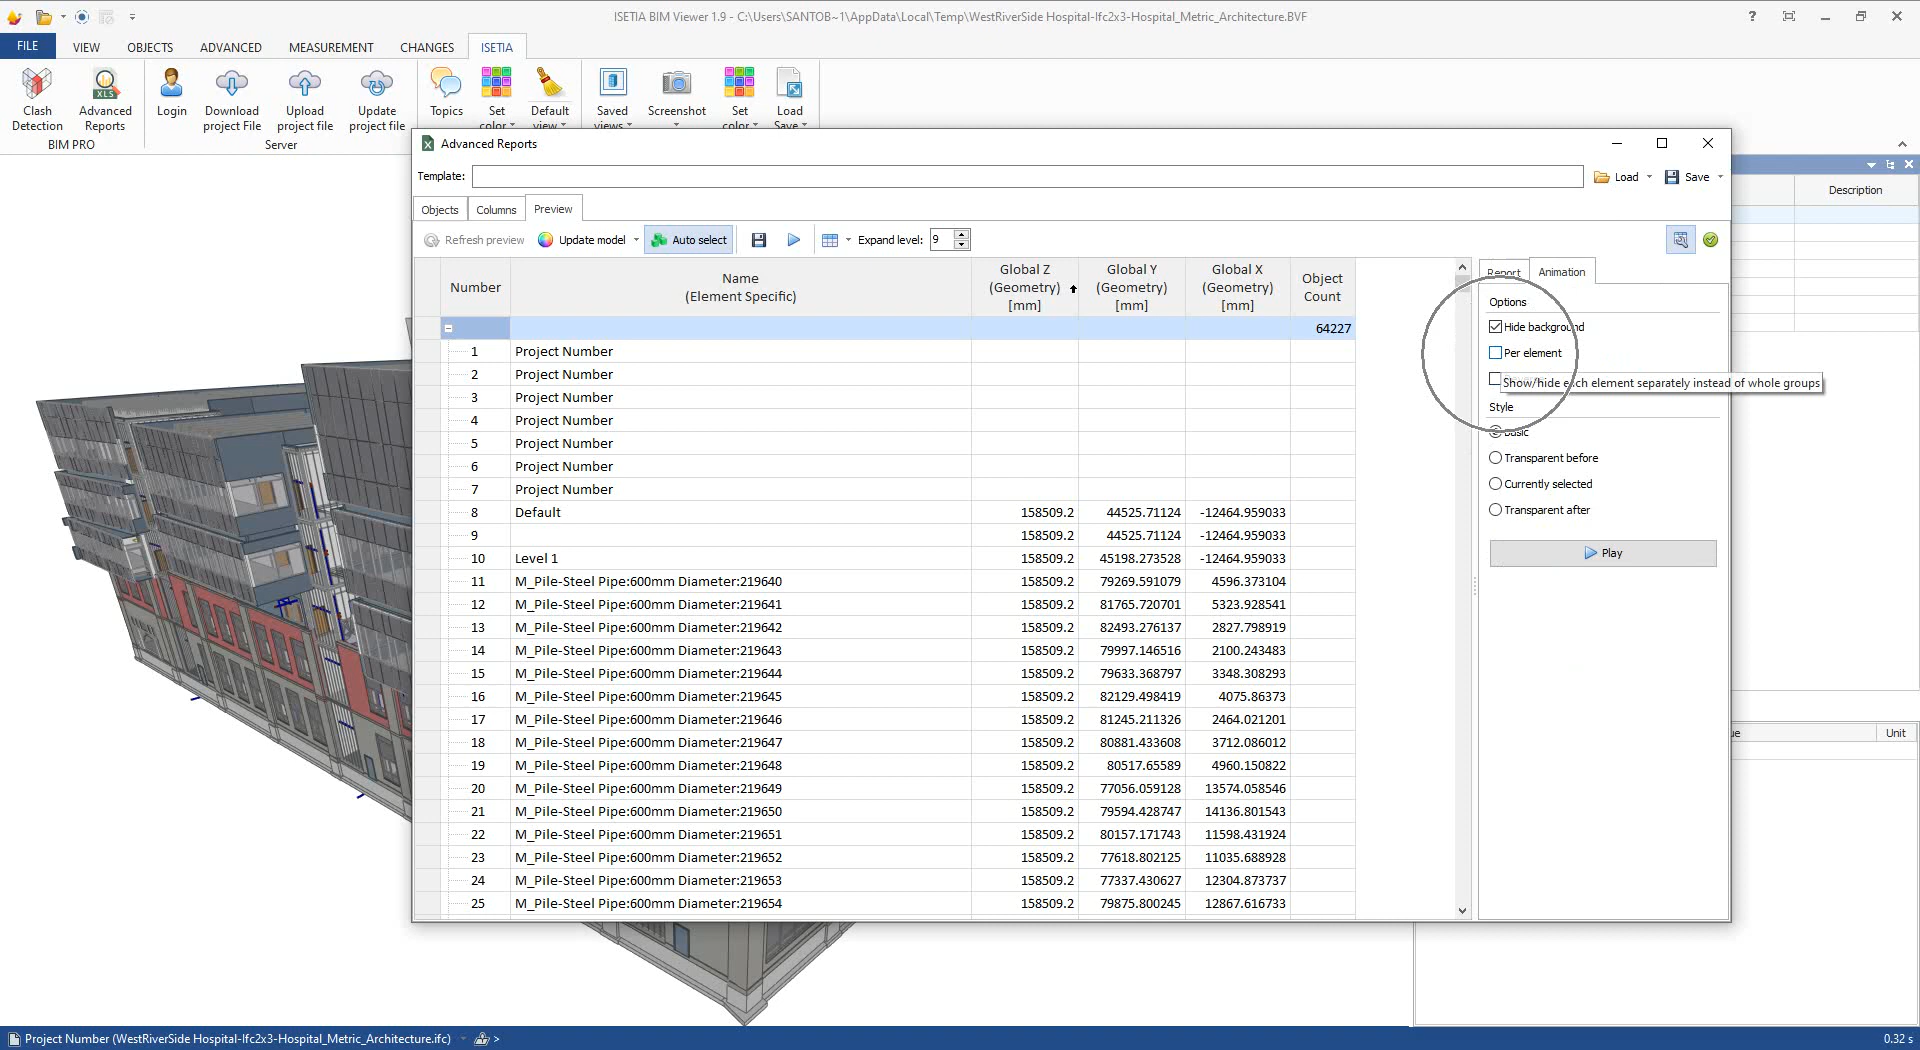 ISETIA BIM Viewer 1.9 - C:\Users\SANTOB~1\AppData\Local\Temp\WestRiverSide Hospital-Ifc2x3-Hospital_Metric_Architecture.BVF
FILE VIEW OBJECTS ADVANCED MEASUREMENT CHANGES ISETIA
Clash Detection
Advanced Reports
Login
Download project File
Upload project file
Update project file
Topics
Set color
Default view
Saved views
Screenshot
Set color
Load Save
BIM PRO
Server
Advanced Reports
Template: Load Save
Objects Columns Preview
Refresh preview Update model Auto select Expand level: 9
Number
Name (Element Specific)
Global Z (Geometry) [mm]
Global Y (Geometry) [mm]
Global X (Geometry) [mm]
Object Count
64227
1 Project Number
2 Project Number
3 Project Number
4 Project Number
5 Project Number
6 Project Number
7 Project Number
8 Default 158509.2 44525.71124 -12464.959033
9 158509.2 44525.71124 -12464.959033
10 Level 1 158509.2 45198.273528 -12464.959033
11 M_Pile-Steel Pipe:600mm Diameter:219640 158509.2 79269.591079 4596.373104
12 M_Pile-Steel Pipe:600mm Diameter:219641 158509.2 81765.720701 5323.928541
13 M_Pile-Steel Pipe:600mm Diameter:219642 158509.2 82493.276137 2827.798919
14 M_Pile-Steel Pipe:600mm Diameter:219643 158509.2 79997.146516 2100.243483
15 M_Pile-Steel Pipe:600mm Diameter:219644 158509.2 79633.368797 3348.308293
16 M_Pile-Steel Pipe:600mm Diameter:219645 158509.2 82129.498419 4075.86373
17 M_Pile-Steel Pipe:600mm Diameter:219646 158509.2 81245.211326 2464.021201
18 M_Pile-Steel Pipe:600mm Diameter:219647 158509.2 80881.433608 3712.086012
19 M_Pile-Steel Pipe:600mm Diameter:219648 158509.2 80517.65589 4960.150822
20 M_Pile-Steel Pipe:600mm Diameter:219649 158509.2 77056.059128 13574.058546
21 M_Pile-Steel Pipe:600mm Diameter:219650 158509.2 79594.428747 14136.801543
22 M_Pile-Steel Pipe:600mm Diameter:219651 158509.2 80157.171743 11598.431924
23 M_Pile-Steel Pipe:600mm Diameter:219652 158509.2 77618.802125 11035.688928
24 M_Pile-Steel Pipe:600mm Diameter:219653 158509.2 77337.430627 12304.873737
25 M_Pile-Steel Pipe:600mm Diameter:219654 158509.2 79875.800245 12867.616733
Report Animation
Options
Hide background
Per element
Show/hide each element separately instead of whole groups
Style
Basic
Transparent before
Currently selected
Transparent after
Play
Description
Unit
Project Number (WestRiverSide Hospital-Ifc2x3-Hospital_Metric_Architecture.ifc) >
0.32 s